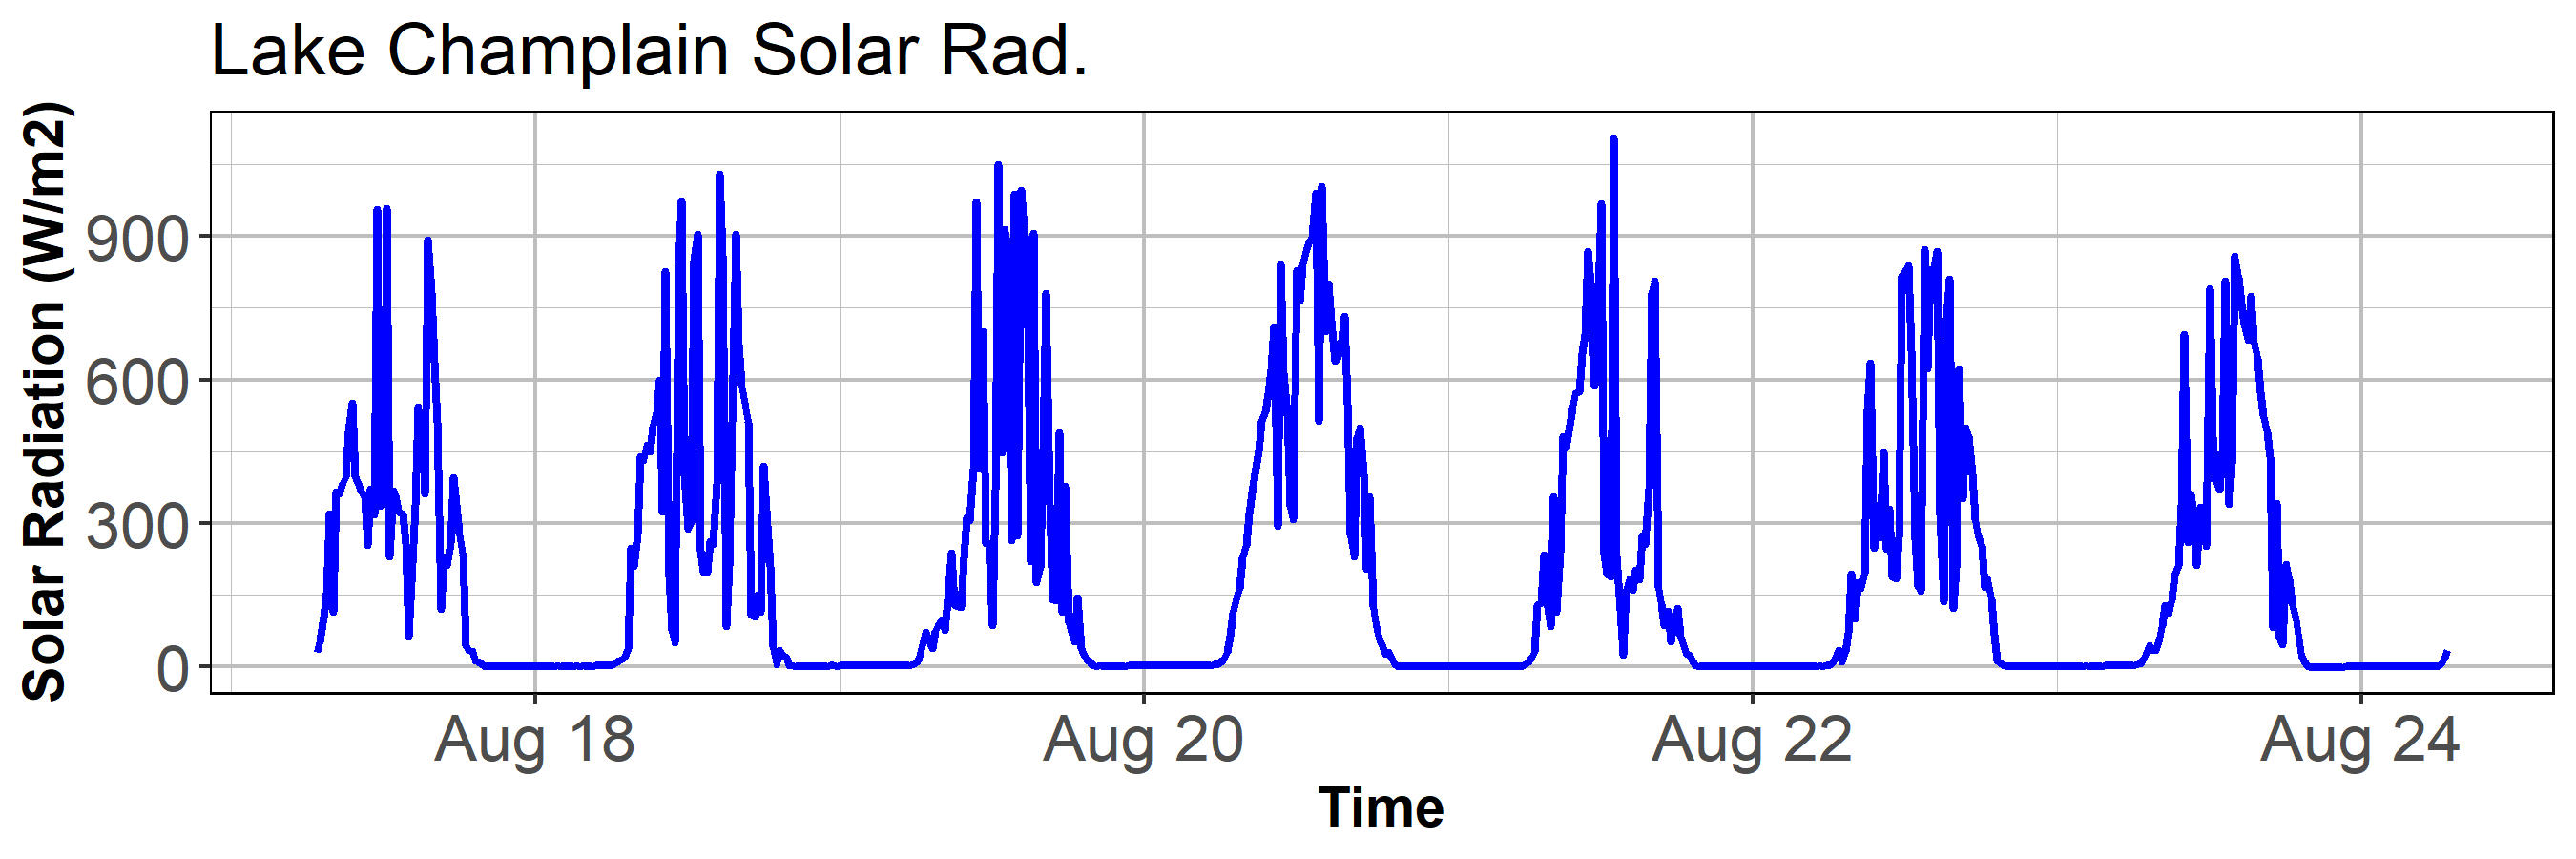 Lake Champlain Solar Rad.
Solar Radiation (W/m2)
900
600
300
0
Aug 18
Aug 20
Aug 22
Aug 24
Time